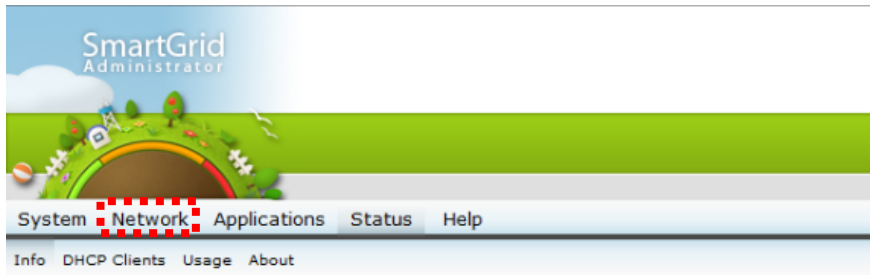 SmartGrid
Administrator
System Network Applications Status Help
Info DHCP Clients Usage About